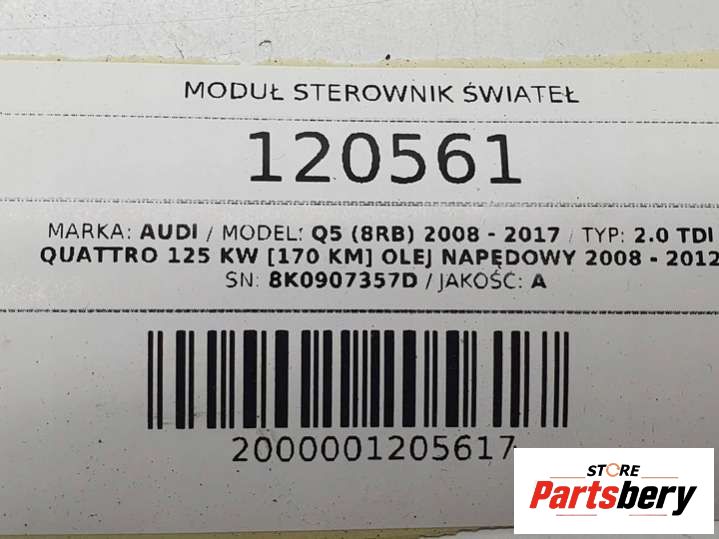 MODUŁ STEROWNIK ŚWIATEŁ
120561
MARKA: AUDI / MODEL: Q5 (8RB) 2008 - 2017 / TYP: 2.0 TDI
QUATTRO 125 KW [170 KM] OLEJ NAPĘDOWY 2008 - 2012
SN: 8K0907357D / JAKOŚĆ: A
2000001205617
STORE
Partsbery